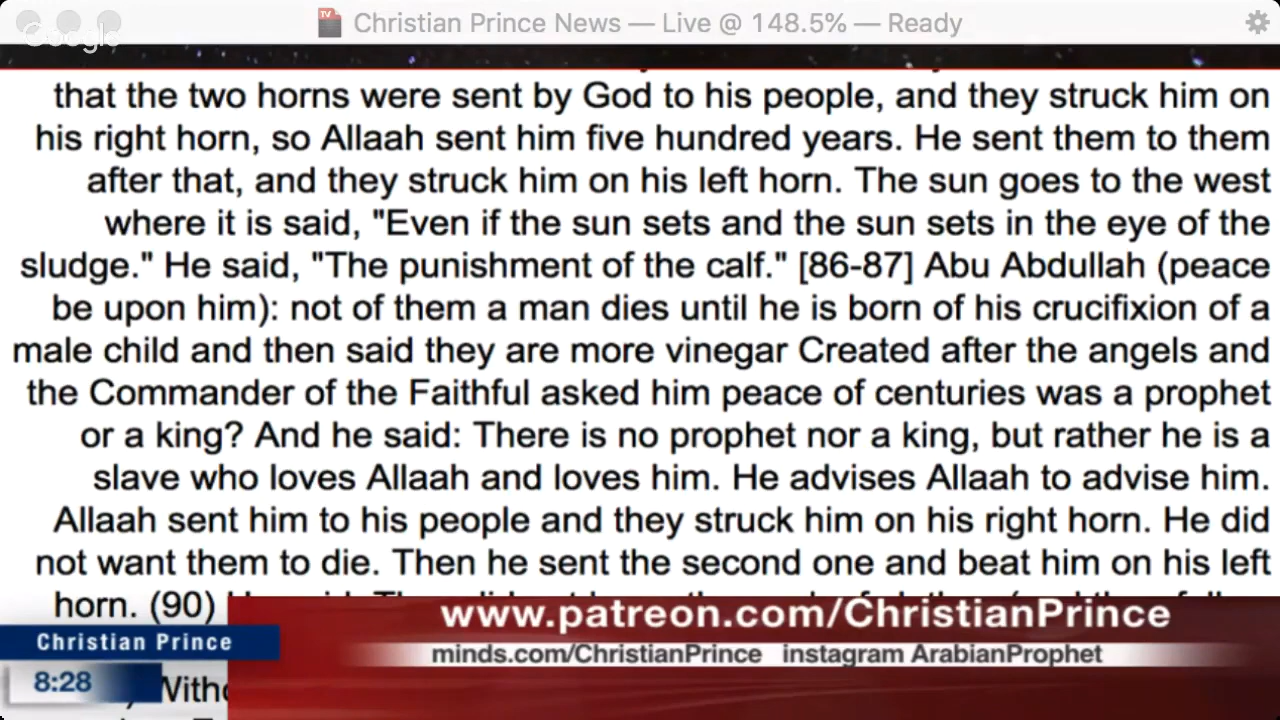 Christian Prince News — Live @ 148.5% — Ready
Google
that the two horns were sent by God to his people, and they struck him on
his right horn, so Allaah sent him five hundred years. He sent them to them
after that, and they struck him on his left horn. The sun goes to the west
where it is said, "Even if the sun sets and the sun sets in the eye of the
sludge." He said, "The punishment of the calf." [86-87] Abu Abdullah (peace
be upon him): not of them a man dies until he is born of his crucifixion of a
male child and then said they are more vinegar Created after the angels and
the Commander of the Faithful asked him peace of centuries was a prophet
or a king? And he said: There is no prophet nor a king, but rather he is a
slave who loves Allaah and loves him. He advises Allaah to advise him.
Allaah sent him to his people and they struck him on his right horn. He did
not want them to die. Then he sent the second one and beat him on his left
horn. (90)
www.patreon.com/ChristianPrince
Christian Prince
minds.com/ChristianPrince instagram ArabianProphet
8:28